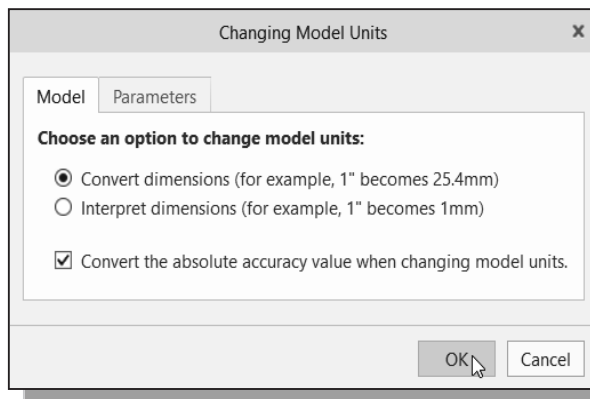 Changing Model Units x
Model Parameters
Choose an option to change model units:
Convert dimensions (for example, 1" becomes 25.4mm)
Interpret dimensions (for example, 1" becomes 1mm)
Convert the absolute accuracy value when changing model units.
OK Cancel